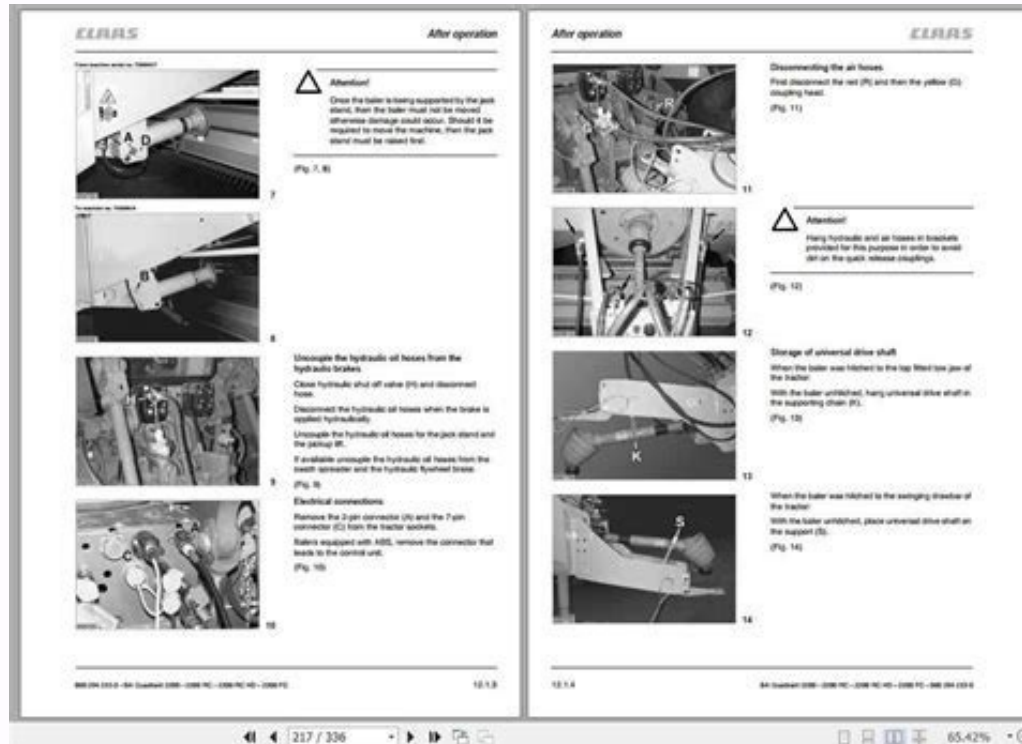 CLAAS
After operation
Attention!
Once the baler is being supported by the jack
stand, then the baler must not be moved
otherwise damage could occur. Should it be
required to move the machine, then the jack
stand must be raised first.
(Fig. 7, 8)
A
D
7
B
8
Uncouple the hydraulic oil hoses from the
hydraulic brakes
Close hydraulic shut off valve (H) and disconnect
hose.
Disconnect the hydraulic oil hoses when the brake is
applied hydraulically.
Uncouple the hydraulic oil hoses for the jack stand and
the pickup lift.
If available uncouple the hydraulic oil hoses from the
swath spreader and the hydraulic flywheel brake.
(Fig. 9)
9
Electrical connections
Remove the 2-pin connector (A) and the 7-pin
connector (C) from the tractor sockets.
Balers equipped with ABS, remove the connector that
leads to the control unit.
(Fig. 10)
C
10
12.1.3
After operation
CLAAS
Disconnecting the air hoses
First disconnect the red (R) and then the yellow (G)
coupling head.
(Fig. 11)
R
11
Attention!
Hang hydraulic and air hoses in brackets
provided for this purpose in order to avoid
dirt on the quick release couplings.
(Fig. 12)
12
Storage of universal drive shaft
When the baler was hitched to the top fitted tow jaw of
the tractor:
With the baler unhitched, hang universal drive shaft in
the supporting chain (K).
(Fig. 13)
K
13
When the baler was hitched to the swinging drawbar of
the tractor:
With the baler unhitched, place universal drive shaft on
the support (S).
(Fig. 14)
S
14
12.1.4
217 / 336
65.42%